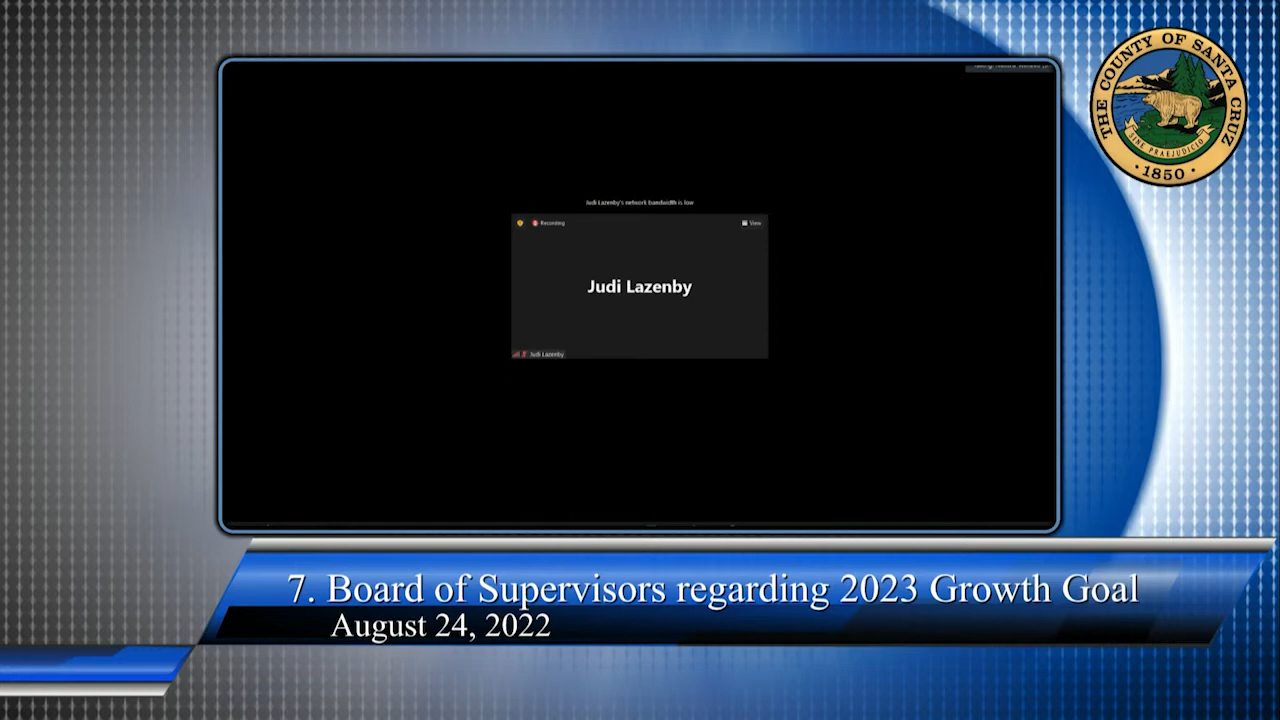 THE COUNTY OF SANTA CRUZ
SINE PRAEJUDICIO
• 1850 •
Judi Lazenby's network bandwidth is low
Recording
View
Judi Lazenby
Judi Lazenby
7. Board of Supervisors regarding 2023 Growth Goal
August 24, 2022